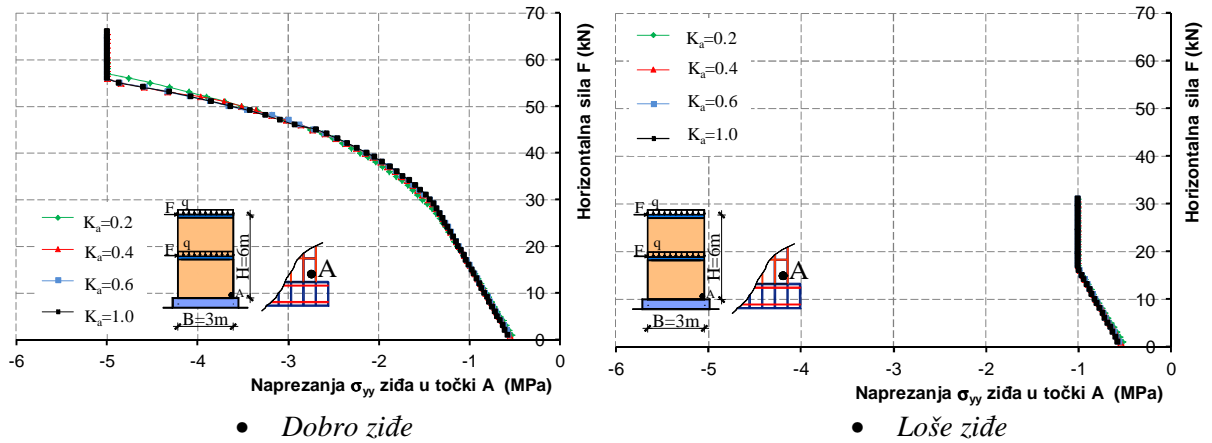 70
60
50
40
30
20
10
0
Horizontalna sila F (kN)
-6
-5
-4
-3
-2
-1
0
Naprezanja σyy ziđa u točki A (MPa)
Ka=0.2
Ka=0.4
Ka=0.6
Ka=1.0
q
F
q
F
H=6m
A
B=3m
A
• Dobro ziđe
70
60
50
40
30
20
10
0
Horizontalna sila F (kN)
-6
-5
-4
-3
-2
-1
0
Naprezanja σyy ziđa u točki A (MPa)
Ka=0.2
Ka=0.4
Ka=0.6
Ka=1.0
q
F
q
F
H=6m
A
B=3m
A
• Loše ziđe